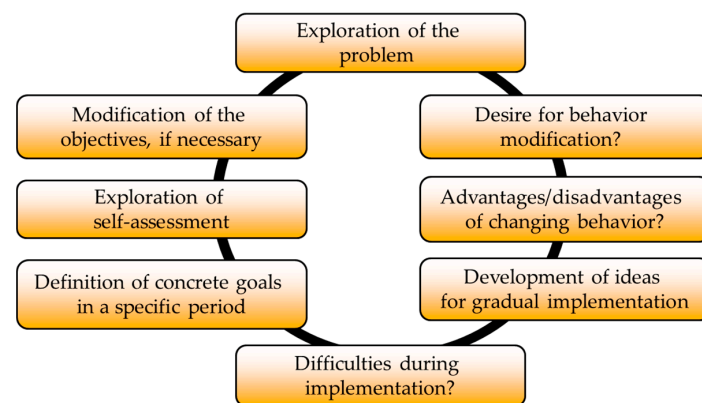 Exploration of the
problem
Desire for behavior
modification?
Advantages/disadvantages
of changing behavior?
Development of ideas
for gradual implementation
Difficulties during
implementation?
Definition of concrete goals
in a specific period
Exploration of
self-assessment
Modification of the
objectives, if necessary